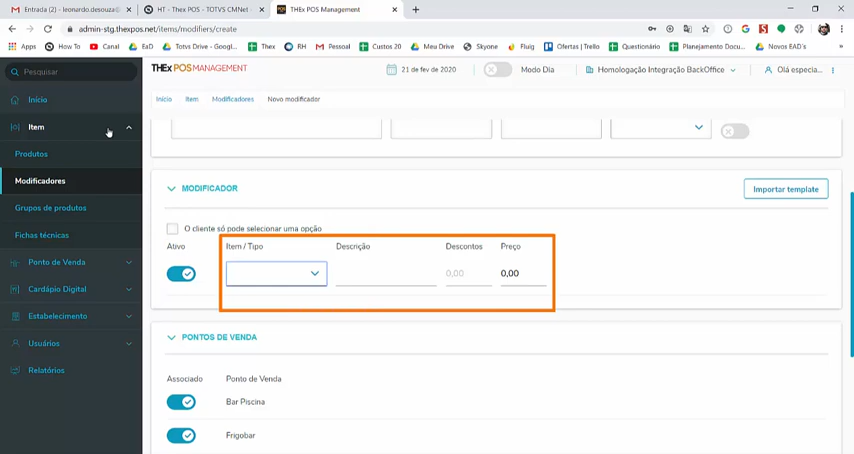 Entrada (2) - leonardo.desouza@
HT - Thex POS - TOTVS CMNet -
THEx POS Management
admin-stg.thexpos.net/items/modifiers/create
Apps
How To
Canal
EaD
Totvs Drive - Googl...
Thex
RH
Pessoal
Custos 20
Meu Drive
Skyone
Fluig
Ofertas | Trello
Questionário
Planejamento Docu...
Novos EAD's
Pesquisar
THEx POS MANAGEMENT
21 de fev de 2020
Modo Dia
Homologação Integração BackOffice
Olá especia...
Início
Item
Produtos
Modificadores
Grupos de produtos
Fichas técnicas
Ponto de Venda
Cardápio Digital
Estabelecimento
Usuários
Relatórios
Início
Item
Modificadores
Novo modificador
MODIFICADOR
Importar template
O cliente só pode selecionar uma opção
Ativo
Item / Tipo
Descrição
Descontos
Preço
0,00
0,00
PONTOS DE VENDA
Associado
Ponto de Venda
Bar Piscina
Frigobar